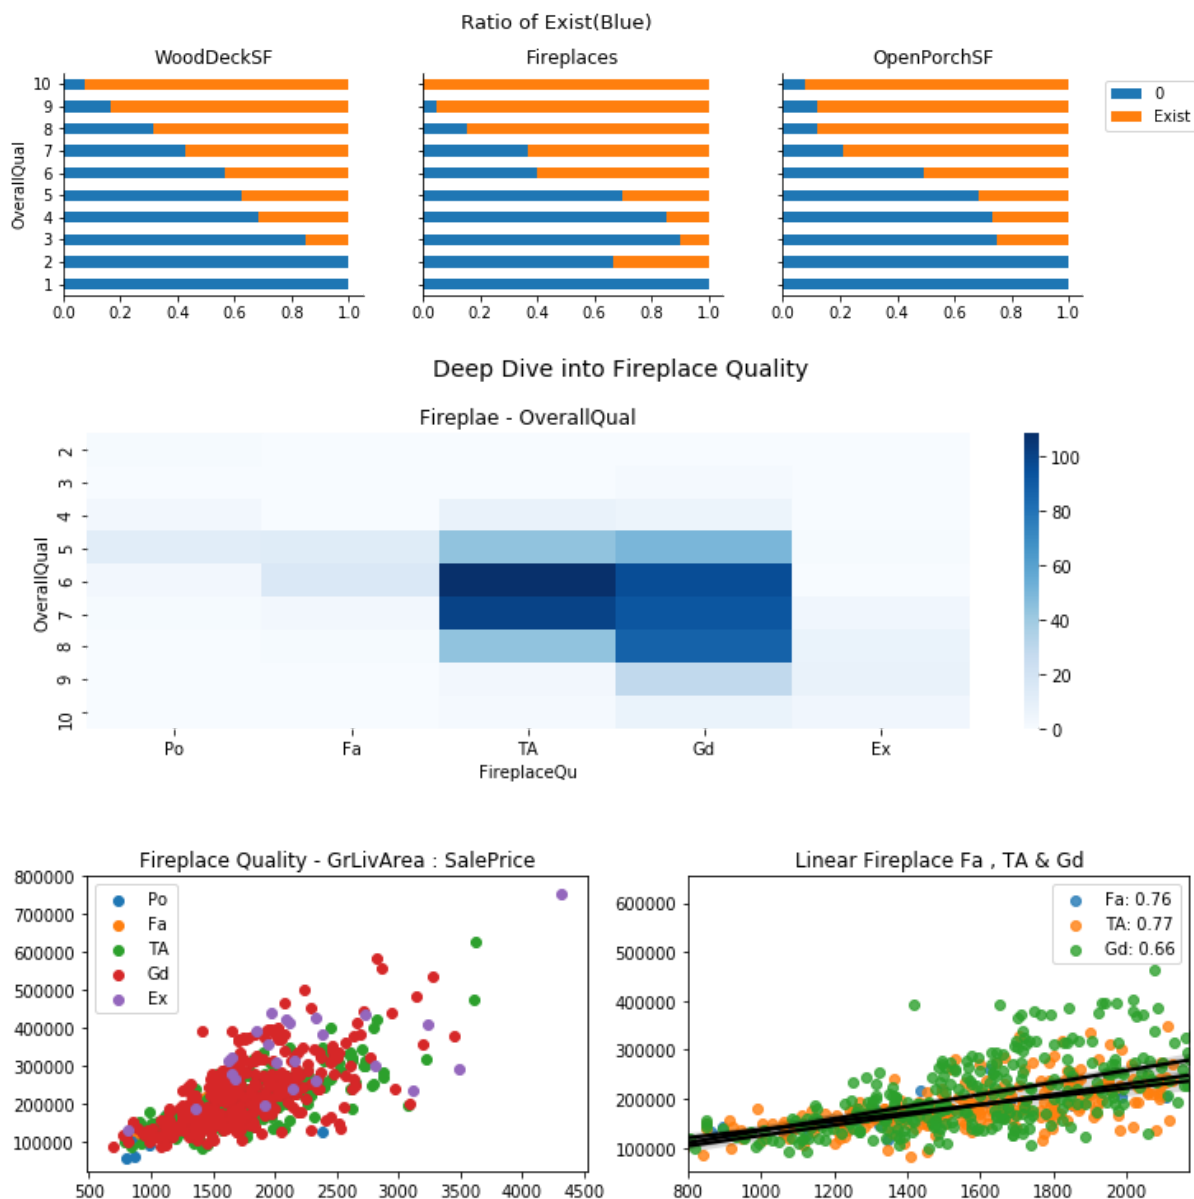 Ratio of Exist(Blue)
WoodDeckSF
Fireplaces
OpenPorchSF
0
Exist
OverallQual
10
9
8
7
6
5
4
3
2
1
0.0 0.2 0.4 0.6 0.8 1.0
0.0 0.2 0.4 0.6 0.8 1.0
0.0 0.2 0.4 0.6 0.8 1.0
Deep Dive into Fireplace Quality
Fireplae - OverallQual
OverallQual
2
3
4
5
6
7
8
9
10
Po Fa TA Gd Ex
FireplaceQu
100
80
60
40
20
0
Fireplace Quality - GrLivArea : SalePrice
800000
700000
600000
500000
400000
300000
200000
100000
Po
Fa
TA
Gd
Ex
500 1000 1500 2000 2500 3000 3500 4000 4500
Linear Fireplace Fa , TA & Gd
600000
500000
400000
300000
200000
100000
Fa: 0.76
TA: 0.77
Gd: 0.66
800 1000 1200 1400 1600 1800 2000